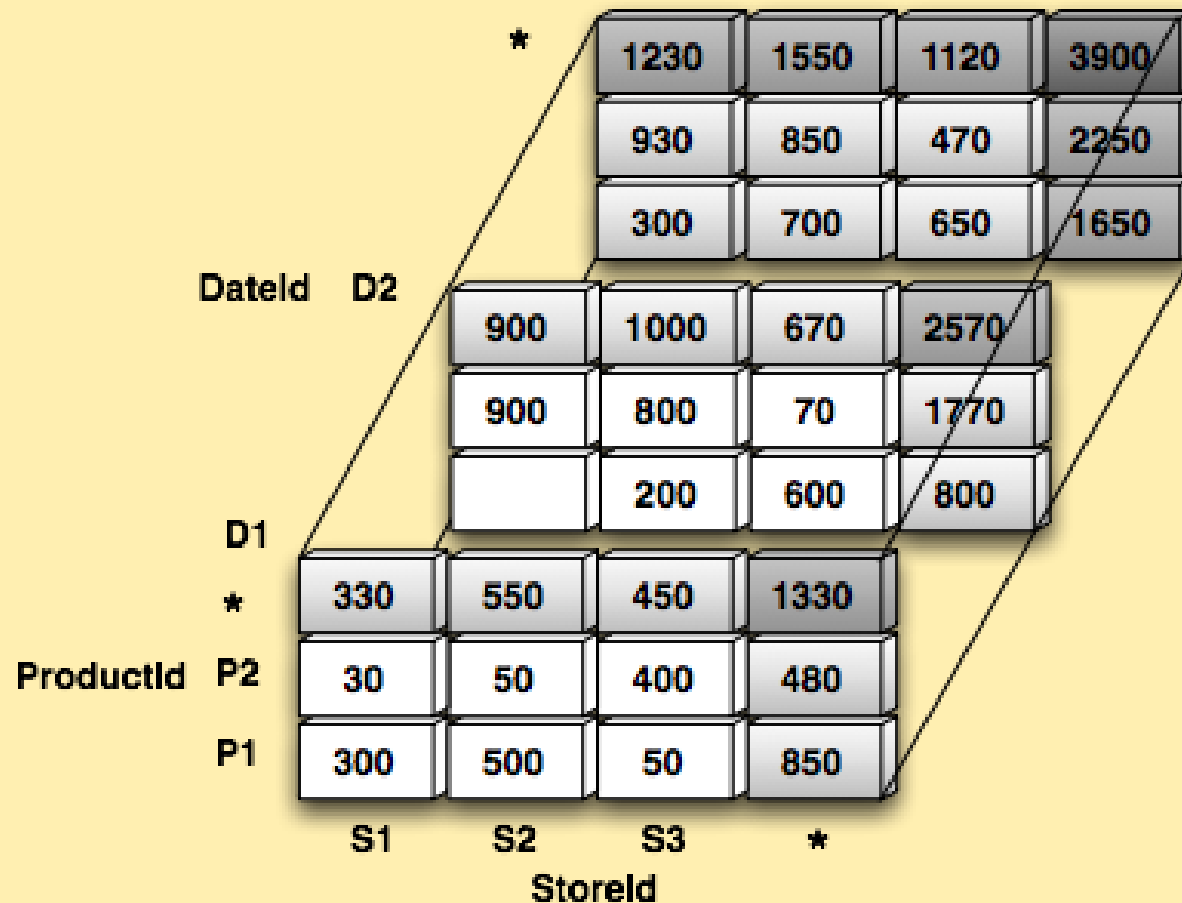 * 1230 1550 1120 3900
930 850 470 2250
300 700 650 1650
DateId D2
900 1000 670 2570
900 800 70 1770
200 600 800
D1
* 330 550 450 1330
ProductId P2 30 50 400 480
P1 300 500 50 850
S1 S2 S3 *
StoreId